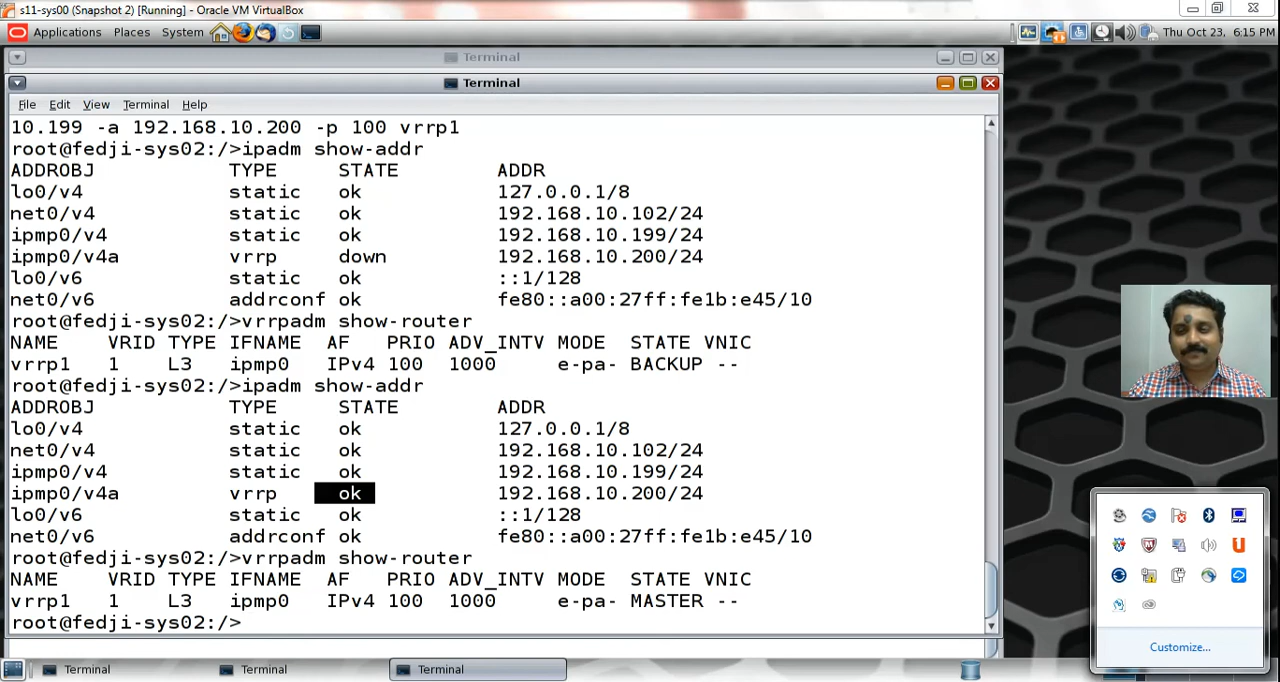 s11-sys00 (Snapshot 2) [Running] - Oracle VM VirtualBox
Applications Places System Thu Oct 23, 6:15 PM
Terminal
Terminal
File Edit View Terminal Help
10.199 -a 192.168.10.200 -p 100 vrrp1
root@fedji-sys02:/>ipadm show-addr
ADDROBJ TYPE STATE ADDR
lo0/v4 static ok 127.0.0.1/8
net0/v4 static ok 192.168.10.102/24
ipmp0/v4 static ok 192.168.10.199/24
ipmp0/v4a vrrp down 192.168.10.200/24
lo0/v6 static ok ::1/128
net0/v6 addrconf ok fe80::a00:27ff:fe1b:e45/10
root@fedji-sys02:/>vrrpadm show-router
NAME VRID TYPE IFNAME AF PRIO ADV_INTV MODE STATE VNIC
vrrp1 1 L3 ipmp0 IPv4 100 1000 e-pa- BACKUP --
root@fedji-sys02:/>ipadm show-addr
ADDROBJ TYPE STATE ADDR
lo0/v4 static ok 127.0.0.1/8
net0/v4 static ok 192.168.10.102/24
ipmp0/v4 static ok 192.168.10.199/24
ipmp0/v4a vrrp ok 192.168.10.200/24
lo0/v6 static ok ::1/128
net0/v6 addrconf ok fe80::a00:27ff:fe1b:e45/10
root@fedji-sys02:/>vrrpadm show-router
NAME VRID TYPE IFNAME AF PRIO ADV_INTV MODE STATE VNIC
vrrp1 1 L3 ipmp0 IPv4 100 1000 e-pa- MASTER --
root@fedji-sys02:/>
Customize...
Terminal Terminal Terminal